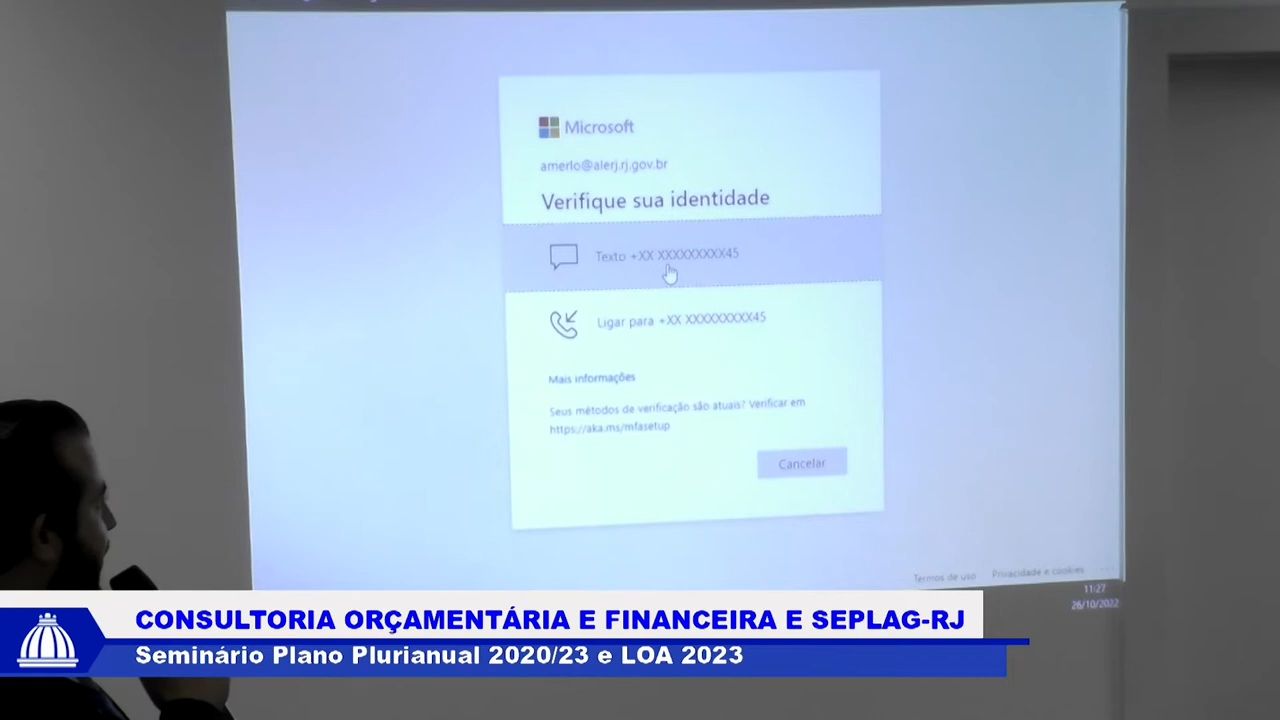 Microsoft
amerlo@alerj.rj.gov.br
Verifique sua identidade
Texto +XX XXXXXXXXX45
Ligar para +XX XXXXXXXXX45
Mais informações
Seus métodos de verificação são atuais? Verificar em
https://aka.ms/mfasetup
Cancelar
Termos de uso Privacidade e cookies ...
11:27
26/10/2022
CONSULTORIA ORÇAMENTÁRIA E FINANCEIRA E SEPLAG-RJ
Seminário Plano Plurianual 2020/23 e LOA 2023